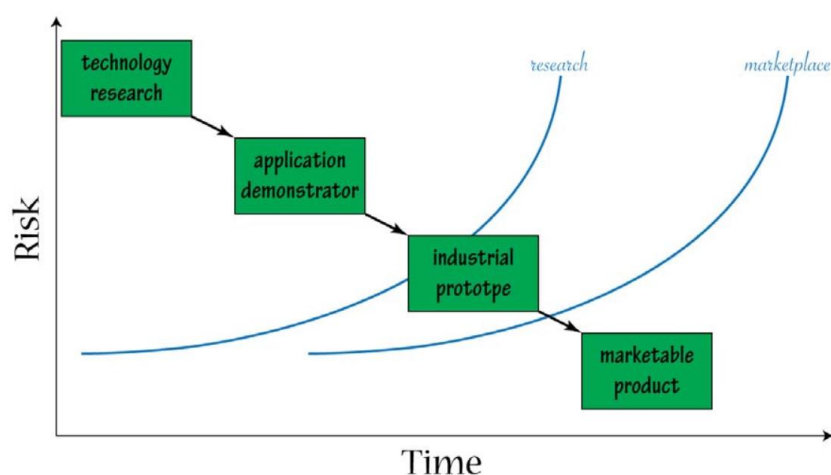 technology
research
research
marketplace
application
demonstrator
industrial
prototpe
marketable
product
Risk
Time